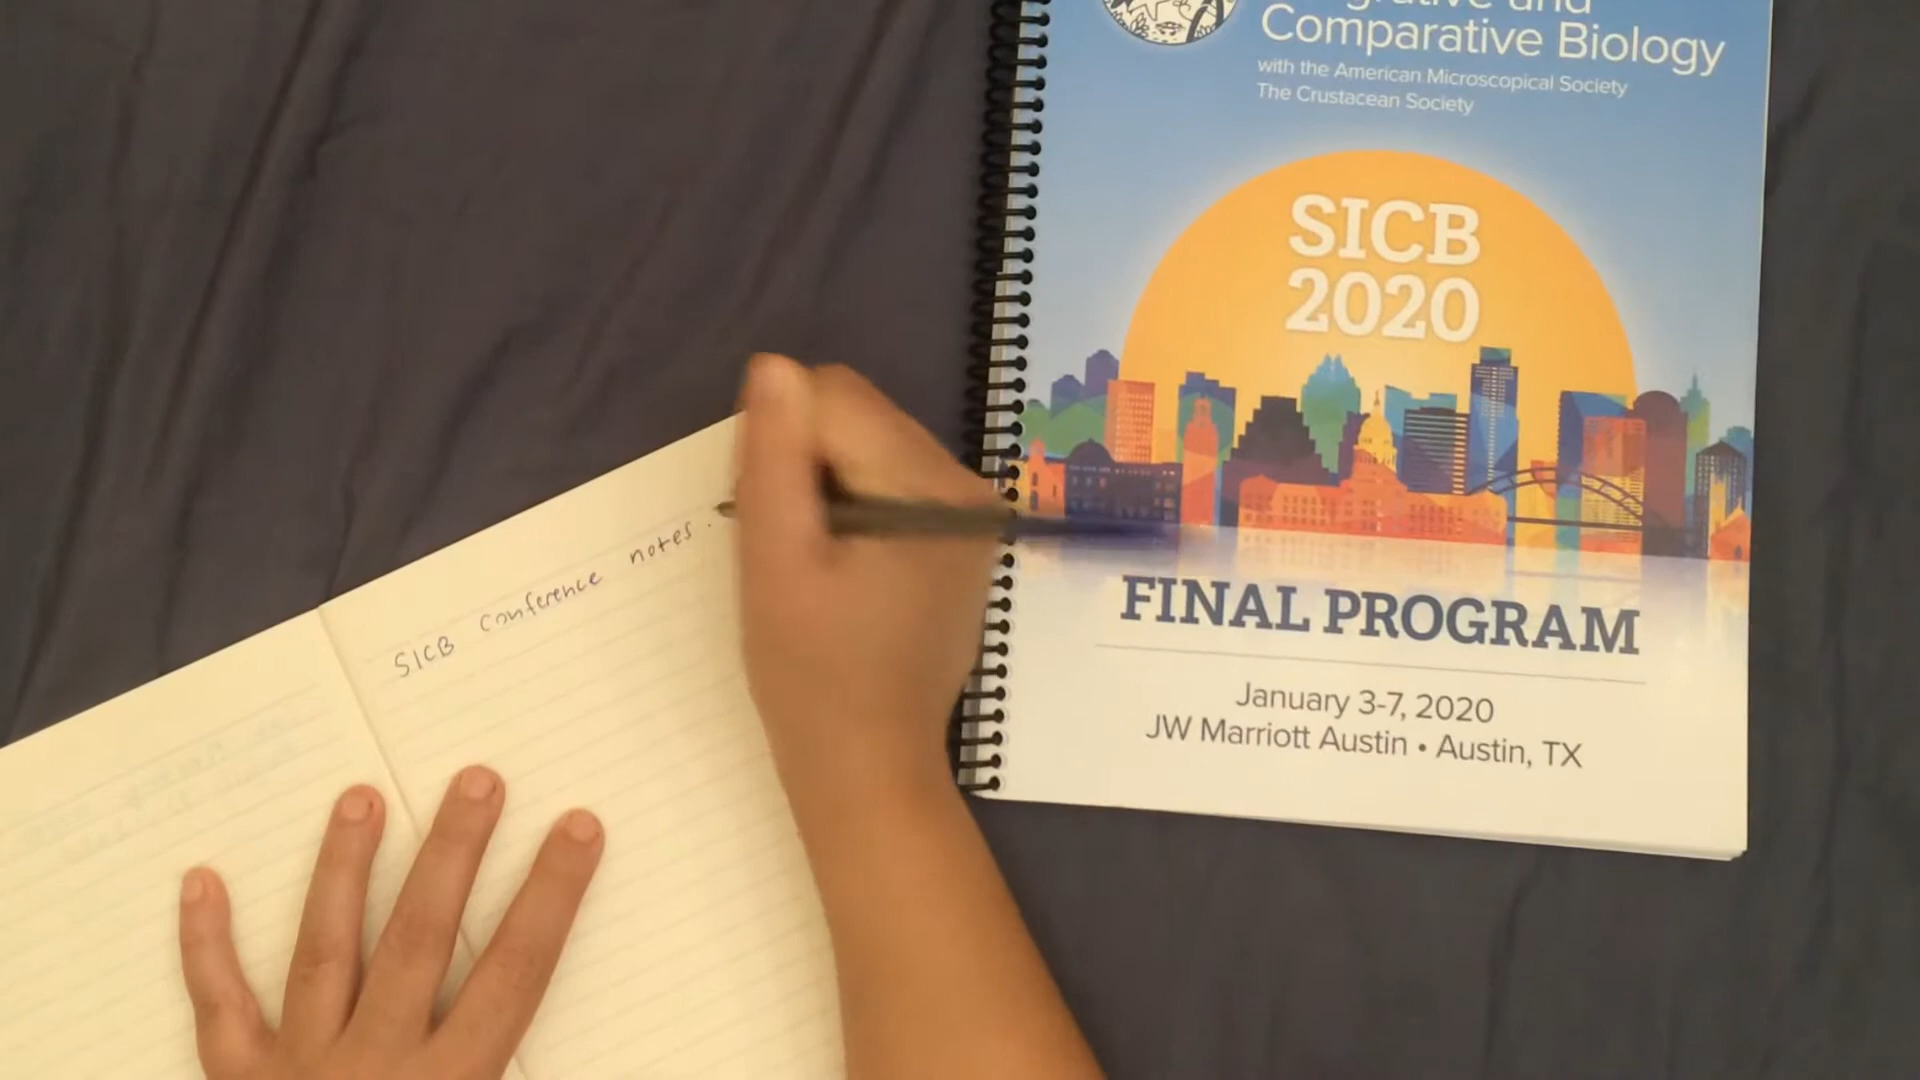 Comparative Biology
with the American Microscopical Society
The Crustacean Society
SICB
2020
FINAL PROGRAM
January 3-7, 2020
JW Marriott Austin • Austin, TX
SICB Conference notes.